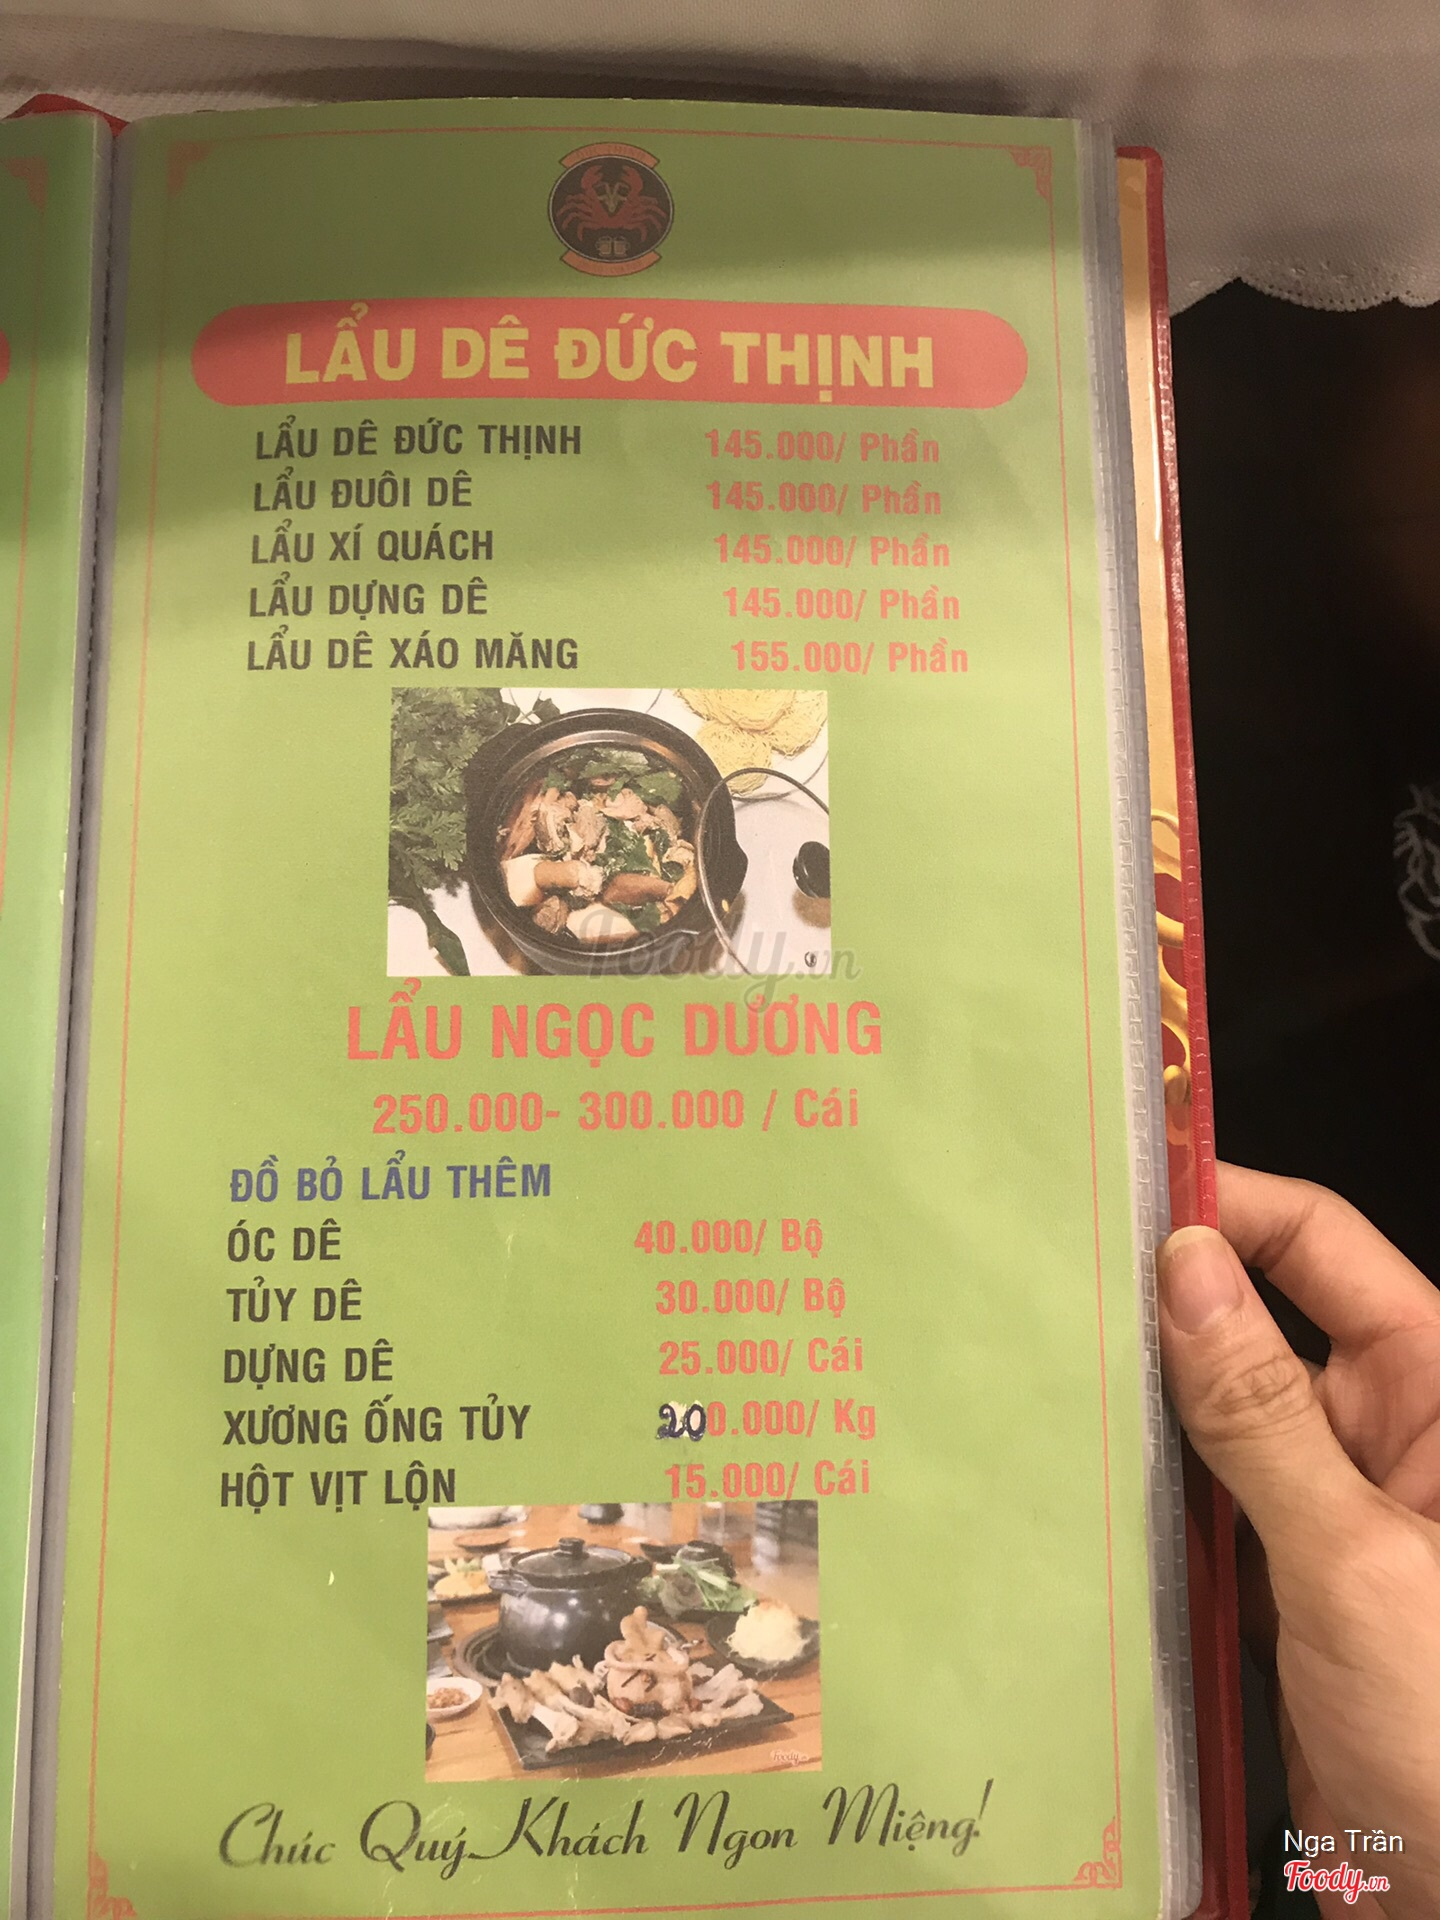 LẨU DÊ ĐỨC THỊNH
LẨU DÊ ĐỨC THỊNH 145.000/ Phần
LẨU ĐUÔI DÊ 145.000/ Phần
LẨU XÍ QUÁCH 145.000/ Phần
LẨU DỰNG DÊ 145.000/ Phần
LẨU DÊ XÁO MĂNG 155.000/ Phần
Foody.vn
LẨU NGỌC DƯƠNG
250.000- 300.000 / Cái
ĐỒ BỎ LẨU THÊM
ÓC DÊ 40.000/ Bộ
TỦY DÊ 30.000/ Bộ
DỰNG DÊ 25.000/ Cái
XƯƠNG ỐNG TỦY 200.000/ Kg
HỘT VỊT LỘN 15.000/ Cái
Chúc Quý Khách Ngon Miệng!
Nga Trần
Foody.vn